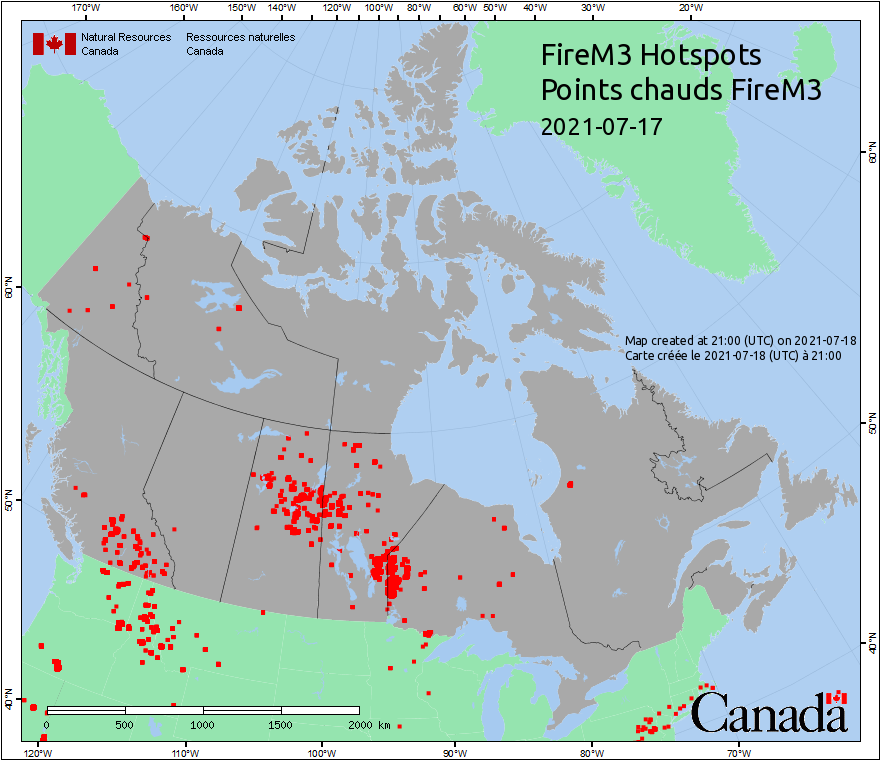 170°W 160°W 150°W 140°W 130°W 120°W 110°W 100°W 90°W 80°W 70°W 60°W 50°W 40°W 30°W 20°W
Natural Resources Canada
Ressources naturelles Canada
FireM3 Hotspots
Points chauds FireM3
2021-07-17
60°N
60°N
Map created at 21:00 (UTC) on 2021-07-18
Carte créée le 2021-07-18 (UTC) à 21:00
50°N
50°N
40°N
40°N
Canada
0 500 1000 1500 2000 km
120°W 110°W 100°W 90°W 80°W 70°W